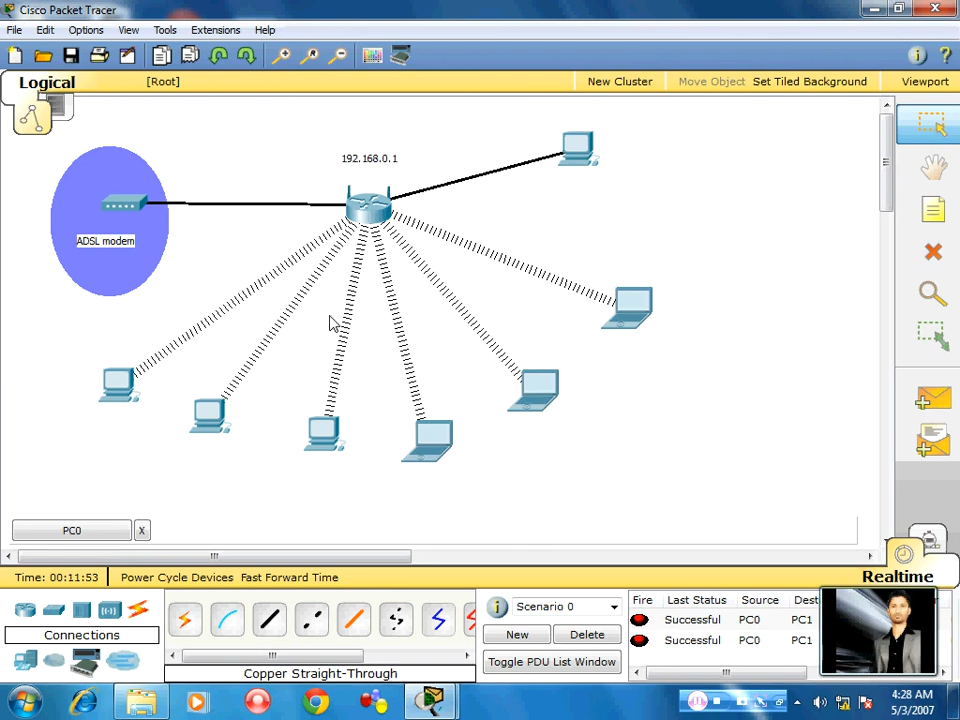 Cisco Packet Tracer
File Edit Options View Tools Extensions Help
Logical [Root] New Cluster Move Object Set Tiled Background Viewport
192.168.0.1
ADSL modem
PC0 X
Time: 00:11:53 Power Cycle Devices Fast Forward Time Realtime
Scenario 0 Fire Last Status Source Dest
Successful PC0 PC1
Connections New Delete Successful PC0 PC1
Toggle PDU List Window
Copper Straight-Through
4:28 AM
5/3/2007